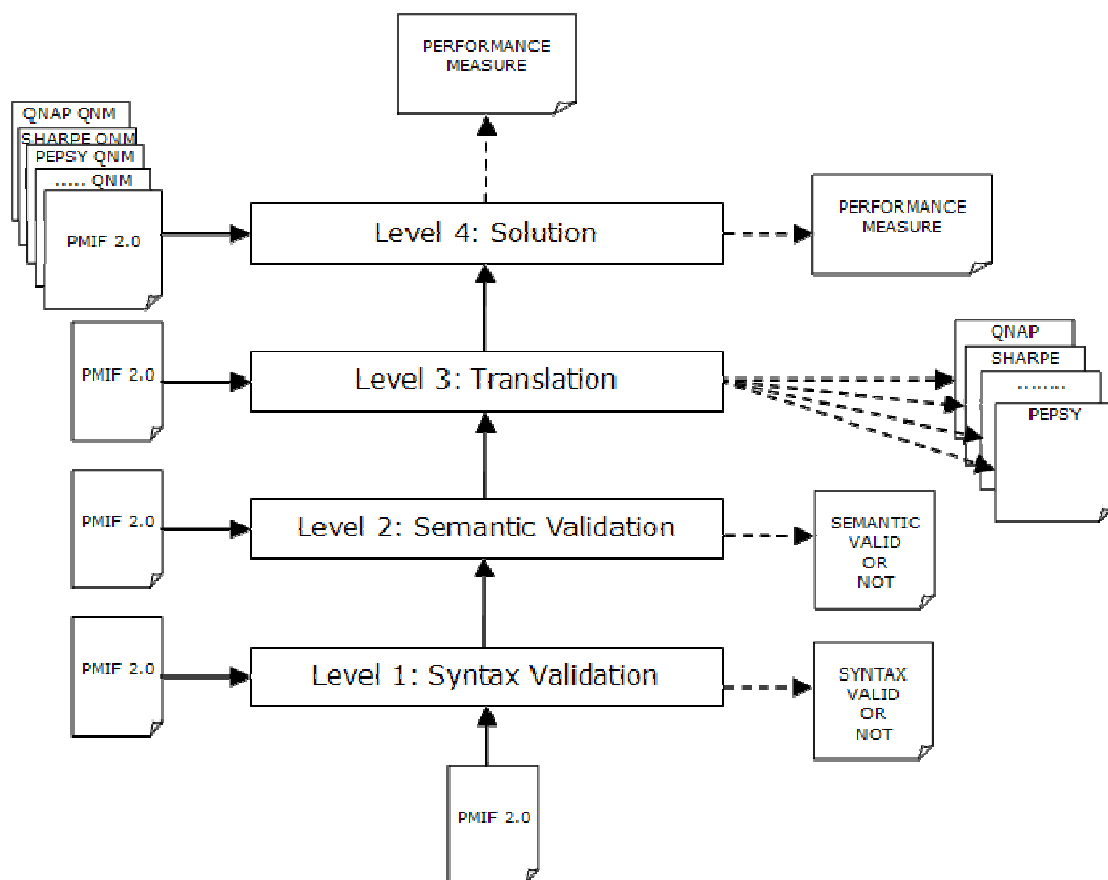 PERFORMANCE
MEASURE
QNAP QNM
SHARPE QNM
PEPSY QNM
..... QNM
PMIF 2.0
Level 4: Solution
PERFORMANCE
MEASURE
PMIF 2.0
Level 3: Translation
QNAP
SHARPE
.........
PEPSY
PMIF 2.0
Level 2: Semantic Validation
SEMANTIC
VALID
OR
NOT
PMIF 2.0
Level 1: Syntax Validation
SYNTAX
VALID
OR
NOT
PMIF 2.0